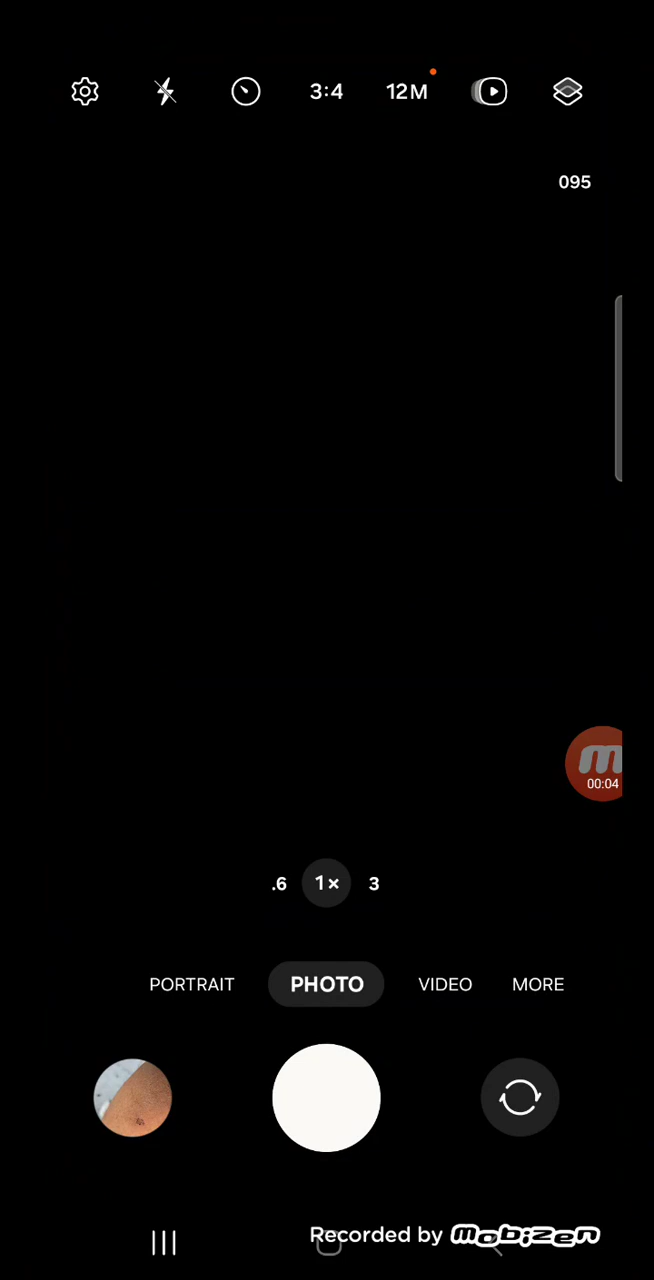 3:4 12M
095
m
00:04
.6 1× 3
PORTRAIT PHOTO VIDEO MORE
Recorded by mobizen